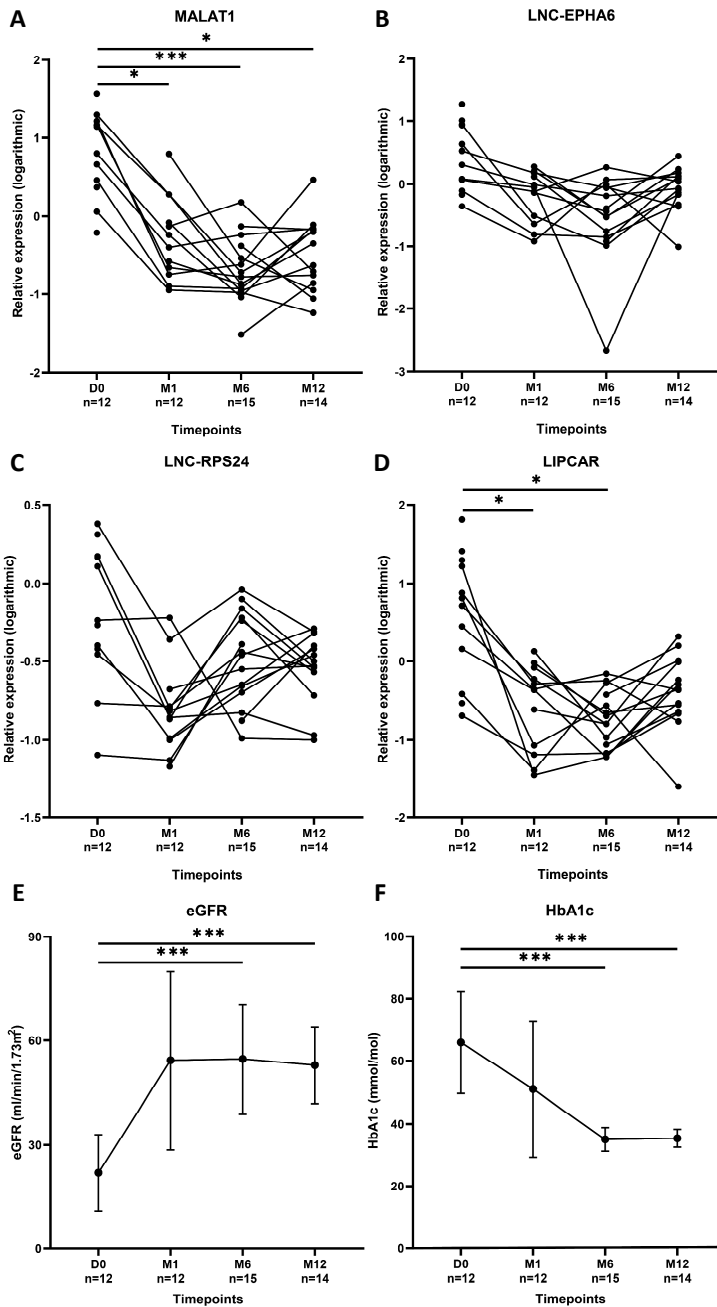 A
MALAT1
*
***
*
Relative expression (logarithmic)
2
1
0
-1
-2
D0 M1 M6 M12
n=12 n=12 n=15 n=14
Timepoints
B
LNC-EPHA6
Relative expression (logarithmic)
2
1
0
-1
-2
-3
D0 M1 M6 M12
n=12 n=12 n=15 n=14
Timepoints
C
LNC-RPS24
Relative expression (logarithmic)
0.5
0.0
-0.5
-1.0
-1.5
D0 M1 M6 M12
n=12 n=12 n=15 n=14
Timepoints
D
LIPCAR
*
*
Relative expression (logarithmic)
2
1
0
-1
-2
D0 M1 M6 M12
n=12 n=12 n=15 n=14
Timepoints
E
eGFR
***
***
eGFR (ml/min/1.73m²)
90
60
30
0
D0 M1 M6 M12
n=12 n=12 n=15 n=14
Timepoints
F
HbA1c
***
***
HbA1c (mmol/mol)
100
80
60
40
20
0
D0 M1 M6 M12
n=12 n=12 n=15 n=14
Timepoints